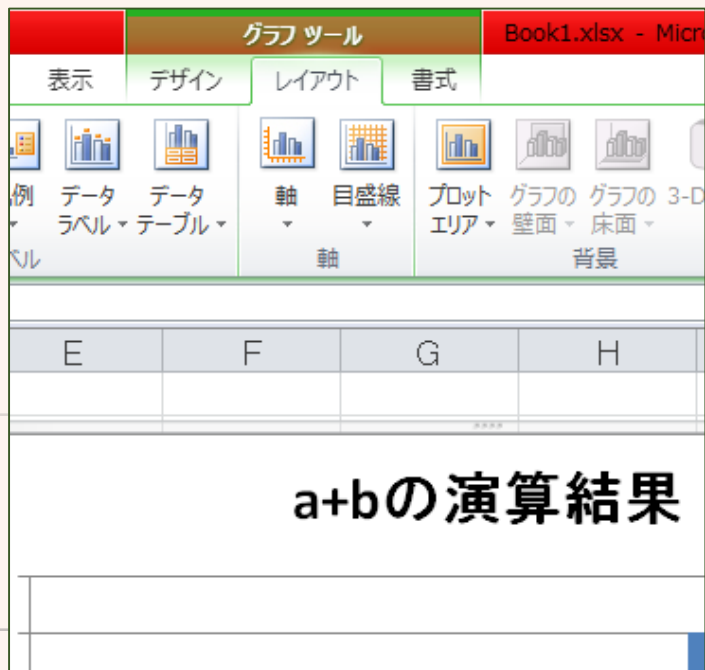 グラフ ツール
Book1.xlsx - Micr
表示 デザイン レイアウト 書式
例 データ データ 軸 目盛線 プロット グラフの グラフの 3-D
ラベル テーブル エリア 壁面 床面
ベル 軸 背景
E F G H
a+bの演算結果